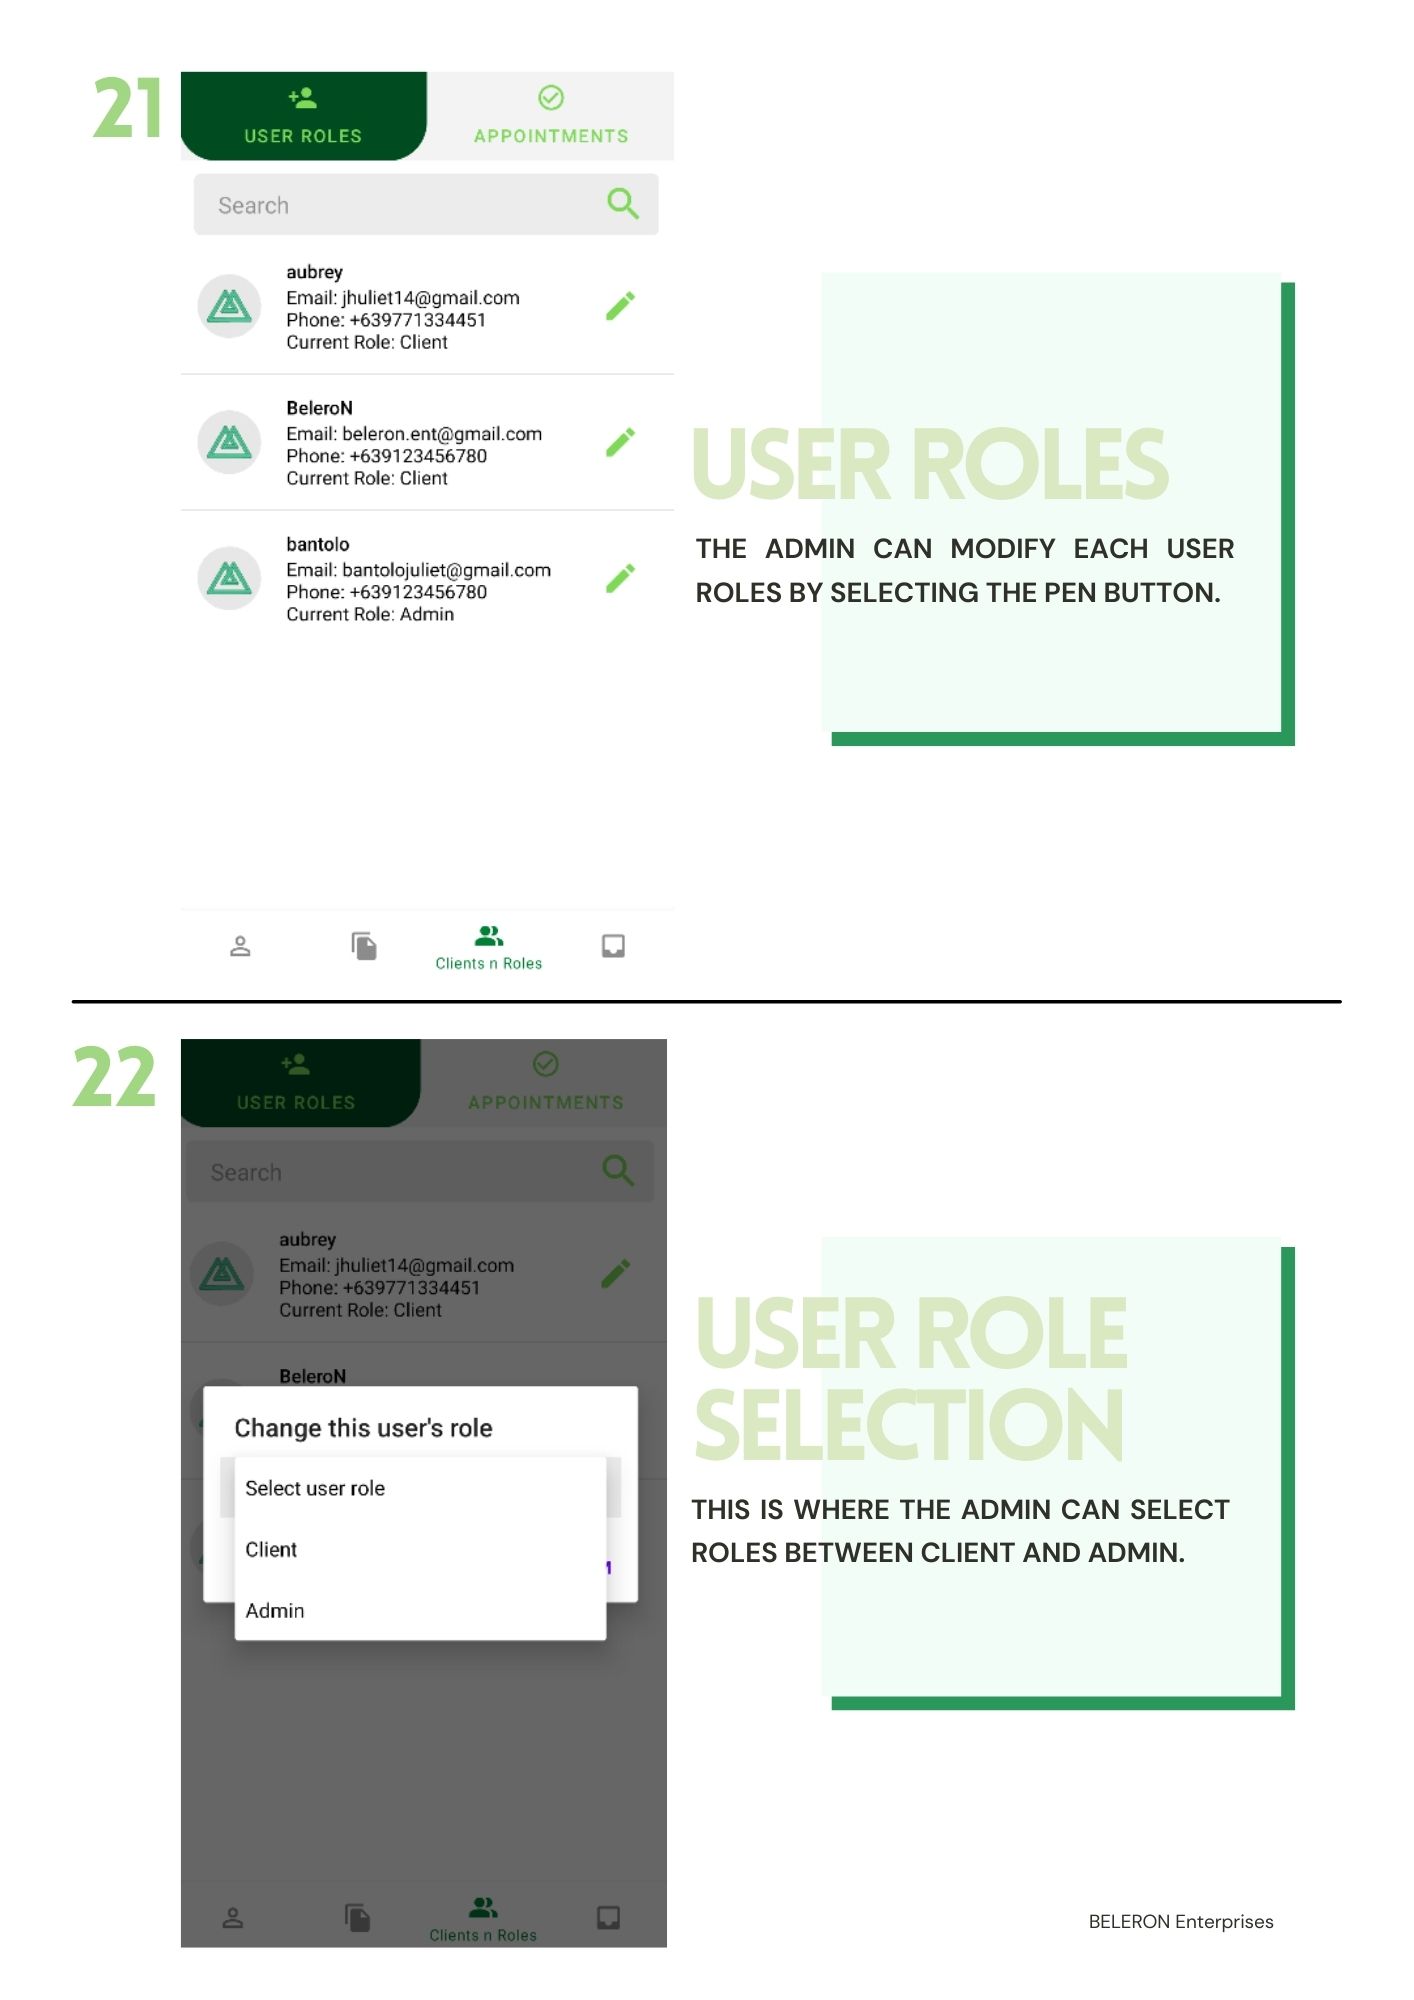 21
USER ROLES
APPOINTMENTS
Search
aubrey
Email: jhuliet14@gmail.com
Phone: +639771334451
Current Role: Client
BeleroN
Email: beleron.ent@gmail.com
Phone: +639123456780
Current Role: Client
bantolo
Email: bantolojuliet@gmail.com
Phone: +639123456780
Current Role: Admin
Clients n Roles
USER ROLES
THE ADMIN CAN MODIFY EACH USER
ROLES BY SELECTING THE PEN BUTTON.
22
USER ROLES
APPOINTMENTS
Search
aubrey
Email: jhuliet14@gmail.com
Phone: +639771334451
Current Role: Client
BeleroN
Change this user's role
Select user role
Client
Admin
Clients n Roles
USER ROLE
SELECTION
THIS IS WHERE THE ADMIN CAN SELECT
ROLES BETWEEN CLIENT AND ADMIN.
BELERON Enterprises